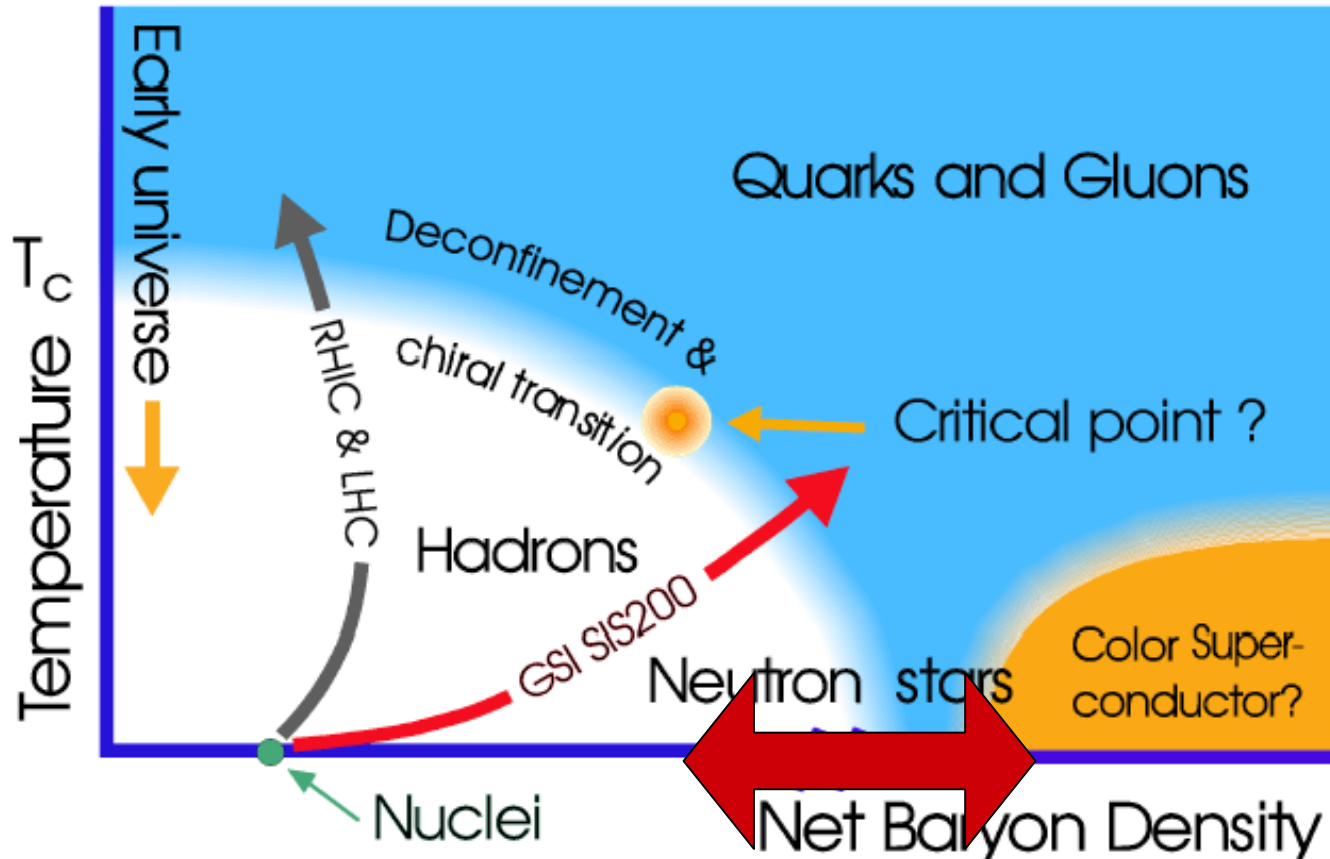 Early universe
Quarks and Gluons
Deconfinement &
chiral transition
T_C
Temperature
RHIC & LHC
Critical point ?
Hadrons
GSI SIS200
Neutron stars
Color Super-
conductor?
Nuclei
Net Baryon Density